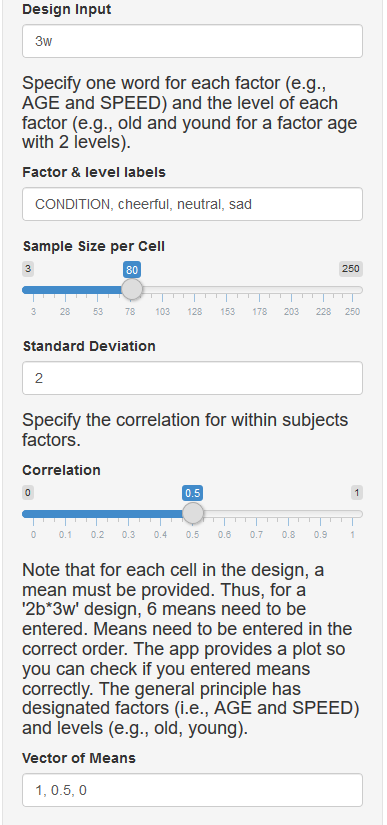 Design Input
3w
Specify one word for each factor (e.g.,
AGE and SPEED) and the level of each
factor (e.g., old and yound for a factor age
with 2 levels).
Factor & level labels
CONDITION, cheerful, neutral, sad
Sample Size per Cell
3 80 250
3 28 53 78 103 128 153 178 203 228 250
Standard Deviation
2
Specify the correlation for within subjects
factors.
Correlation
0 0.5 1
0 0.1 0.2 0.3 0.4 0.5 0.6 0.7 0.8 0.9 1
Note that for each cell in the design, a
mean must be provided. Thus, for a
'2b*3w' design, 6 means need to be
entered. Means need to be entered in the
correct order. The app provides a plot so
you can check if you entered means
correctly. The general principle has
designated factors (i.e., AGE and SPEED)
and levels (e.g., old, young).
Vector of Means
1, 0.5, 0